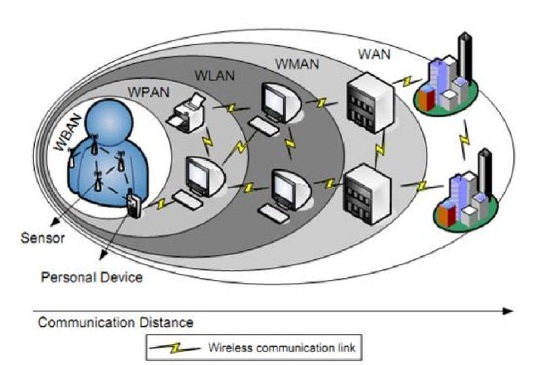 WAN
WMAN
WLAN
WPAN
WBAN
Sensor
Personal Device
Communication Distance
Wireless communication link